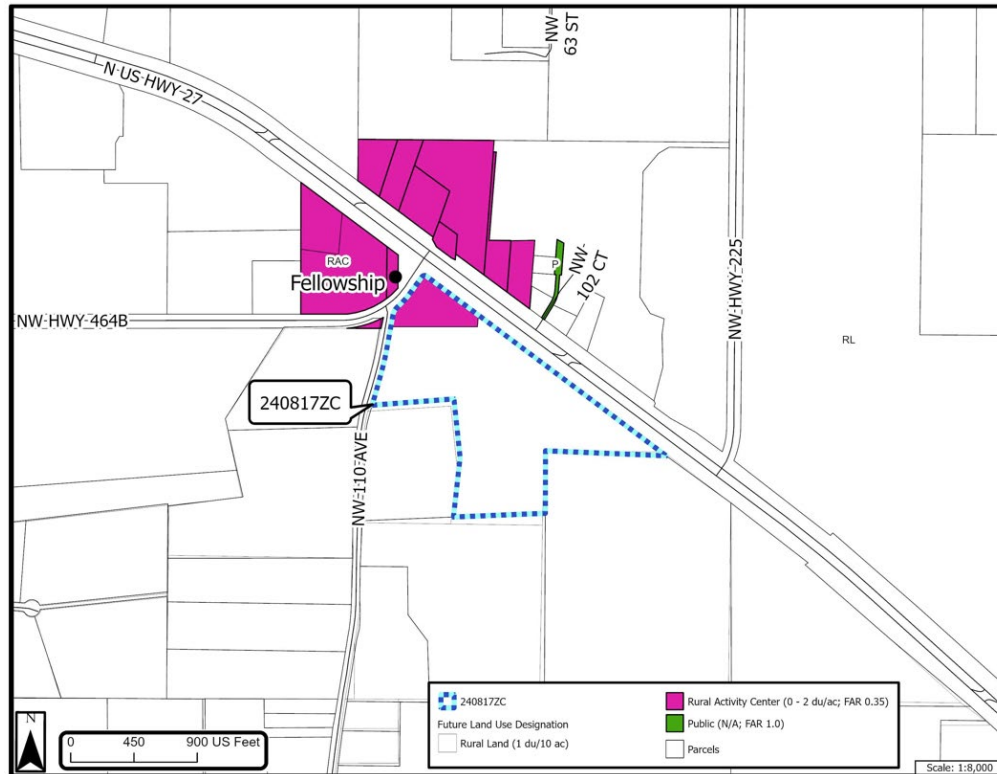 NW
63 ST
N US HWY 27
RAC
Fellowship
P
NW
102 CT
NW HWY 225
NW HWY 464B
RL
240817ZC
NW 110 AVE
N
0 450 900 US Feet
240817ZC
Future Land Use Designation
Rural Land (1 du/10 ac)
Rural Activity Center (0 - 2 du/ac; FAR 0.35)
Public (N/A; FAR 1.0)
Parcels
Scale: 1:8,000